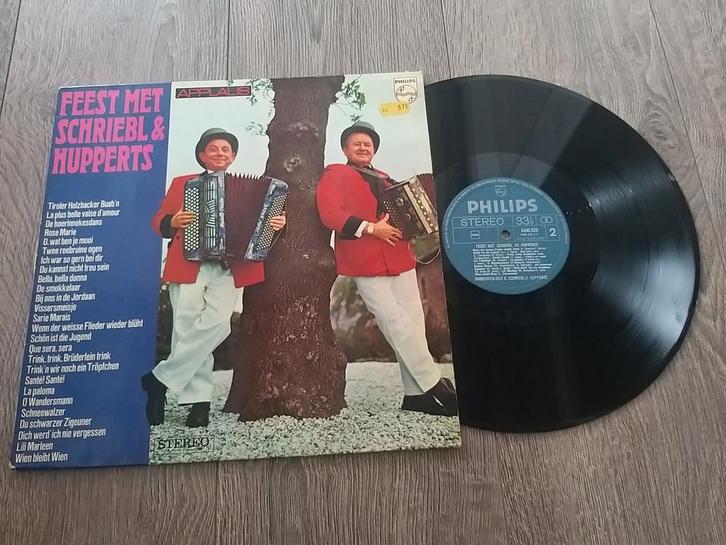 FEEST MET
SCHRIEBL &
HUPPERTS
APPLAUS
PHILIPS
Tiroler Holzhacker Buab'n
La plus belle valse d'amour
De boerinnekesdans
Rose Marie
O, wat ben je mooi
Twee reebruine ogen
Ich war so gern bei dir
Du kannst nicht treu sein
Bella, bella donna
De smokkelaar
Bij ons in de Jordaan
Vissersmeisje
Sarie Marais
Wenn der weisse Flieder wieder blüht
Schön ist die Jugend
Que sera, sera
Trink, trink, Brüderlein trink
Trink'n wir noch ein Tröpfchen
Santé! Santé!
La paloma
O Wandersmann
Schneewalzer
Du schwarzer Zigeuner
Dich werd' ich nie vergessen
Lili Marleen
Wien bleibt Wien
STEREO
PHILIPS
STEREO 33
2
FEEST MET SCHRIEBL EN HUPPERTS